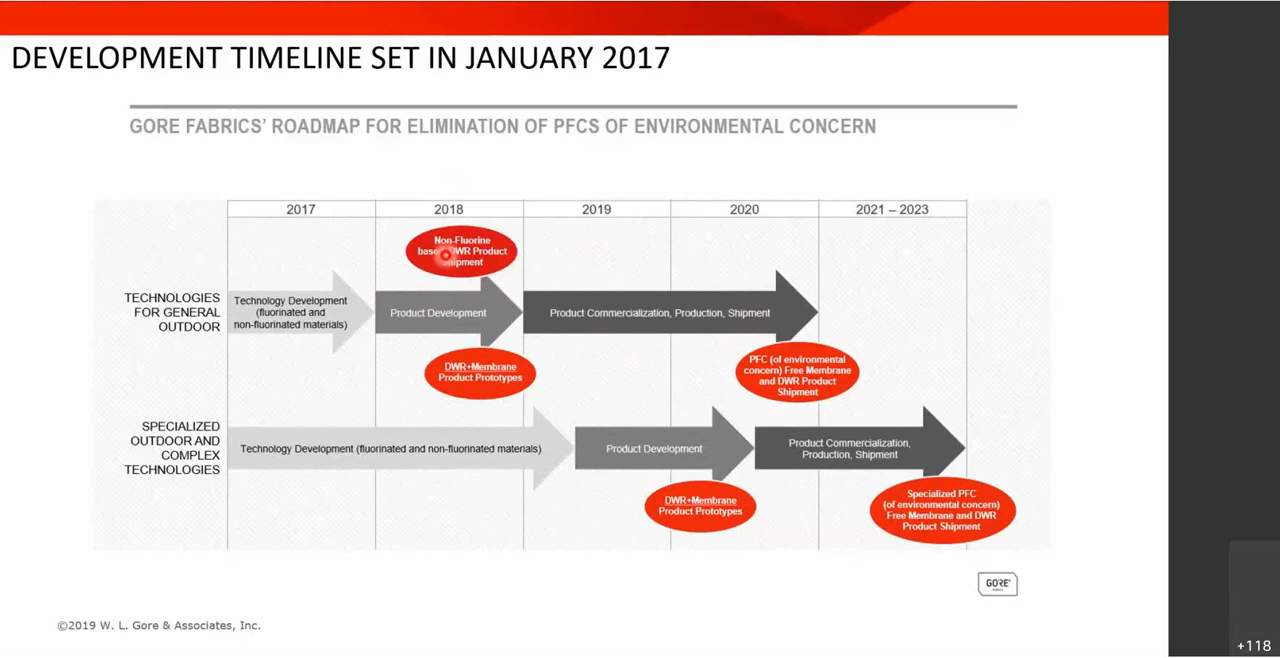 DEVELOPMENT TIMELINE SET IN JANUARY 2017
GORE FABRICS' ROADMAP FOR ELIMINATION OF PFCS OF ENVIRONMENTAL CONCERN
2017
2018
2019
2020
2021 – 2023
Non-Fluorine
DWR Product
TECHNOLOGIES
FOR GENERAL
OUTDOOR
Technology Development
(fluorinated and
non-fluorinated materials)
Product Development
Product Commercialization, Production, Shipment
DWR+Membrane
Product Prototypes
PFC (of environmental
concern) Free Membrane
and DWR Product
Shipment
SPECIALIZED
OUTDOOR AND
COMPLEX
TECHNOLOGIES
Technology Development (fluorinated and non-fluorinated materials)
Product Development
Product Commercialization,
Production, Shipment
DWR+Membrane
Product Prototypes
Specialized PFC
(of environmental concern)
Free Membrane and DWR
Product Shipment
GORE
©2019 W. L. Gore & Associates, Inc.
+118